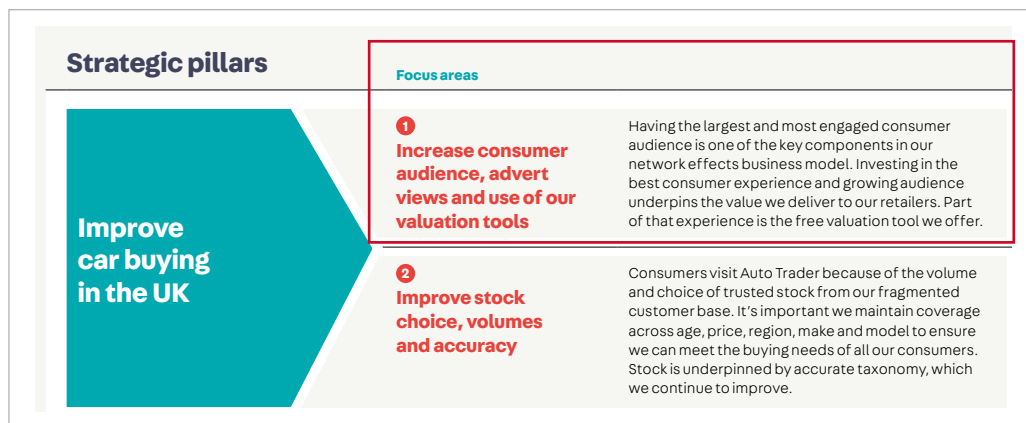 Strategic pillars
Focus areas
Improve
car buying
in the UK
1
Increase consumer
audience, advert
views and use of our
valuation tools
Having the largest and most engaged consumer
audience is one of the key components in our
network effects business model. Investing in the
best consumer experience and growing audience
underpins the value we deliver to our retailers. Part
of that experience is the free valuation tool we offer.
2
Improve stock
choice, volumes
and accuracy
Consumers visit Auto Trader because of the volume
and choice of trusted stock from our fragmented
customer base. It's important we maintain coverage
across age, price, region, make and model to ensure
we can meet the buying needs of all our consumers.
Stock is underpinned by accurate taxonomy, which
we continue to improve.